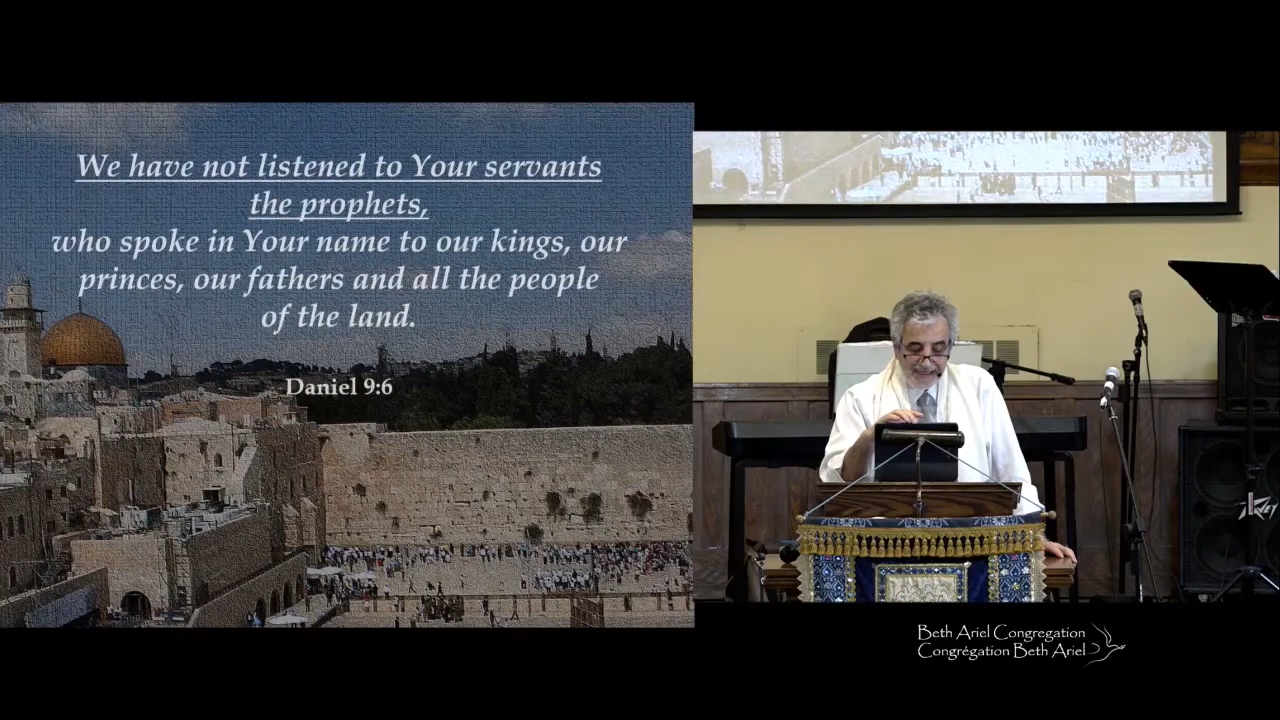 We have not listened to Your servants
the prophets,
who spoke in Your name to our kings, our
princes, our fathers and all the people
of the land.
Daniel 9:6
Beth Ariel Congregation
Congrégation Beth Ariel